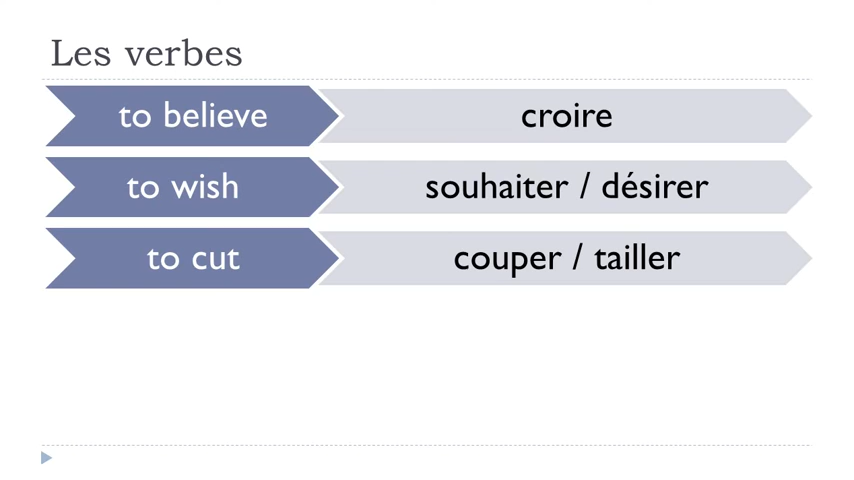 Les verbes
to believe croire
to wish souhaiter / désirer
to cut couper / tailler